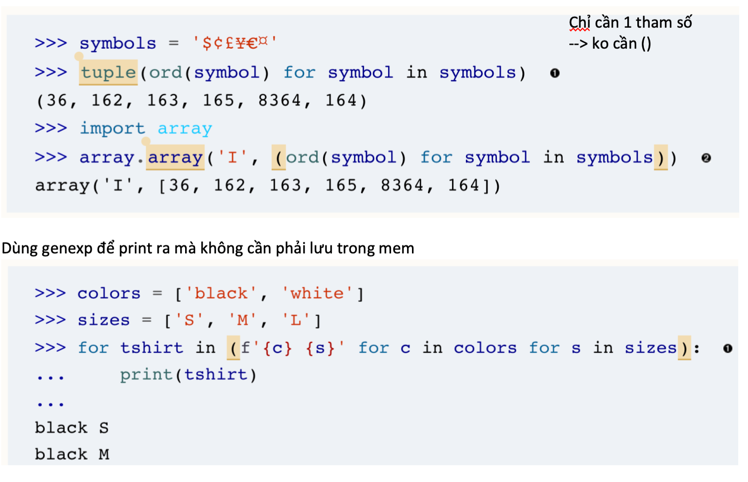 Chỉ cần 1 tham số
--> ko cần ()
>>> symbols = '$¢£¥€¤'
>>> tuple(ord(symbol) for symbol in symbols) ❶
(36, 162, 163, 165, 8364, 164)
>>> import array
>>> array.array('I', (ord(symbol) for symbol in symbols)) ❷
array('I', [36, 162, 163, 165, 8364, 164])
Dùng genexp để print ra mà không cần phải lưu trong mem
>>> colors = ['black', 'white']
>>> sizes = ['S', 'M', 'L']
>>> for tshirt in (f'{c} {s}' for c in colors for s in sizes): ❶
...     print(tshirt)
...
black S
black M